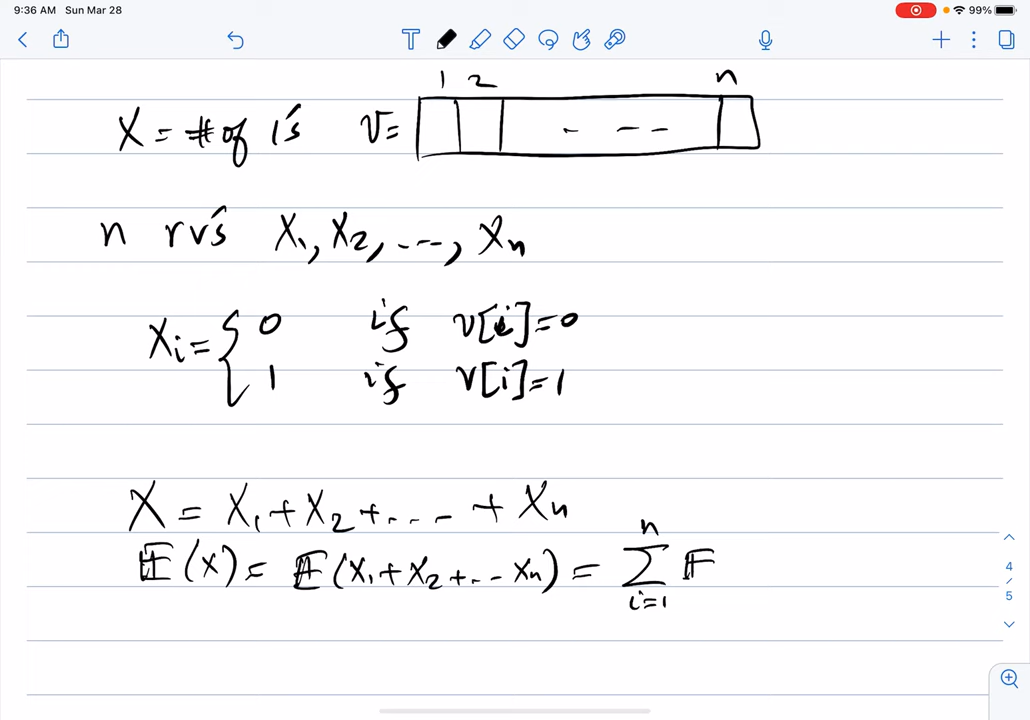 9:36 AM Sun Mar 28 99%
T
1 2 n
X = # of 1's V= - - -
n rv's X₁, X₂, ..., Xₙ
Xᵢ = { 0 if v[i]=0
1 if v[i]=1
X = X₁ + X₂ + .... + Xₙ
𝔼(X) = 𝔼(X₁+X₂+... Xₙ) = ∑ᵢ₌₁ⁿ 𝔼
4/5